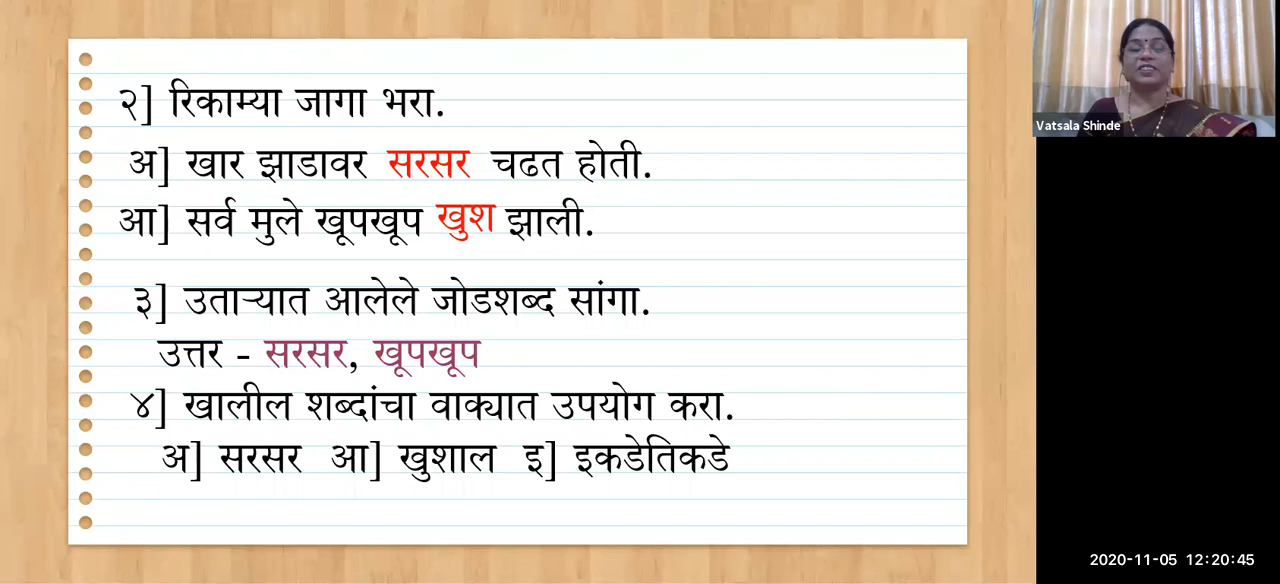 २] रिकाम्या जागा भरा.
अ] खार झाडावर सरसर चढत होती.
आ] सर्व मुले खूपखूप खुश झाली.
३] उताऱ्यात आलेले जोडशब्द सांगा.
उत्तर - सरसर, खूपखूप
४] खालील शब्दांचा वाक्यात उपयोग करा.
अ] सरसर आ] खुशाल इ] इकडेतिकडे
Vatsala Shinde
2020-11-05 12:20:45